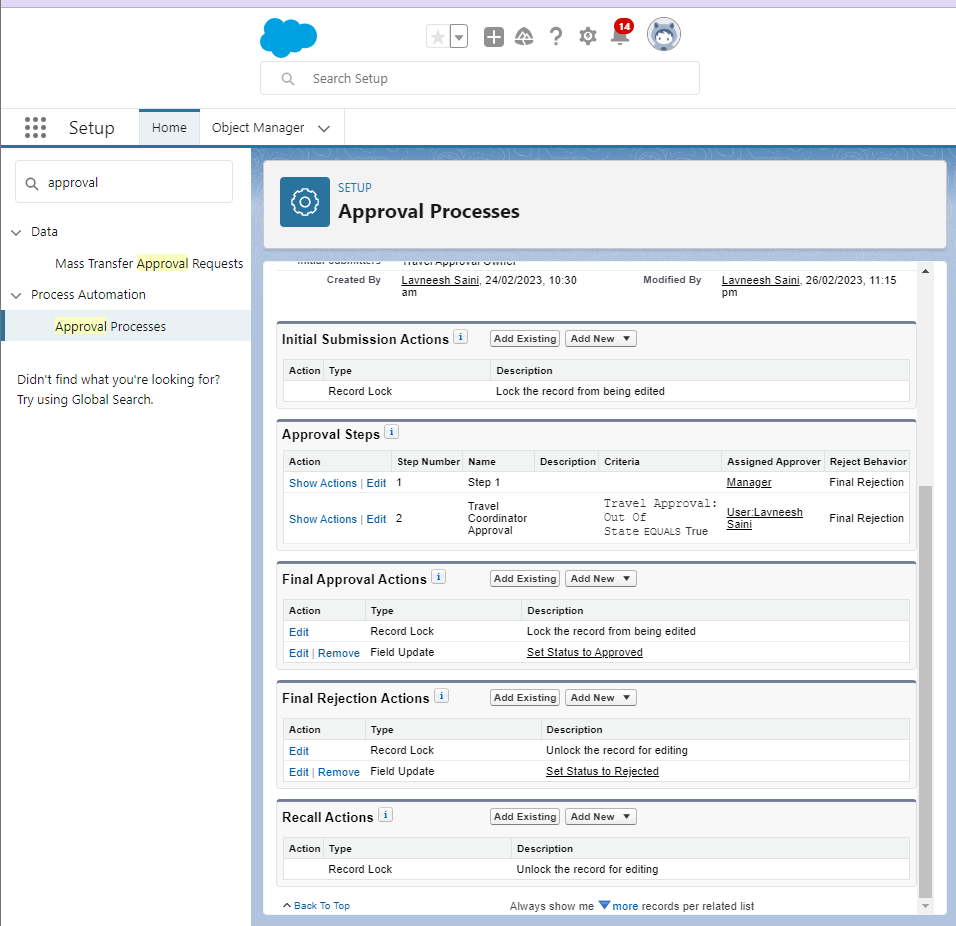 14
Search Setup
Setup
Home
Object Manager
approval
Data
Mass Transfer Approval Requests
Process Automation
Approval Processes
Didn't find what you're looking for?
Try using Global Search.
SETUP
Approval Processes
Initial Submitters Travel Approval Owner
Created By Lavneesh Saini, 24/02/2023, 10:30 am
Modified By Lavneesh Saini, 26/02/2023, 11:15 pm
Initial Submission Actions i Add Existing Add New
Action Type Description
Record Lock Lock the record from being edited
Approval Steps i
Action Step Number Name Description Criteria Assigned Approver Reject Behavior
Show Actions | Edit 1 Step 1 Manager Final Rejection
Show Actions | Edit 2 Travel Coordinator Approval Travel Approval: Out Of State EQUALS True User:Lavneesh Saini Final Rejection
Final Approval Actions i Add Existing Add New
Action Type Description
Edit Record Lock Lock the record from being edited
Edit | Remove Field Update Set Status to Approved
Final Rejection Actions i Add Existing Add New
Action Type Description
Edit Record Lock Unlock the record for editing
Edit | Remove Field Update Set Status to Rejected
Recall Actions i Add Existing Add New
Action Type Description
Record Lock Unlock the record for editing
Back To Top Always show me more records per related list